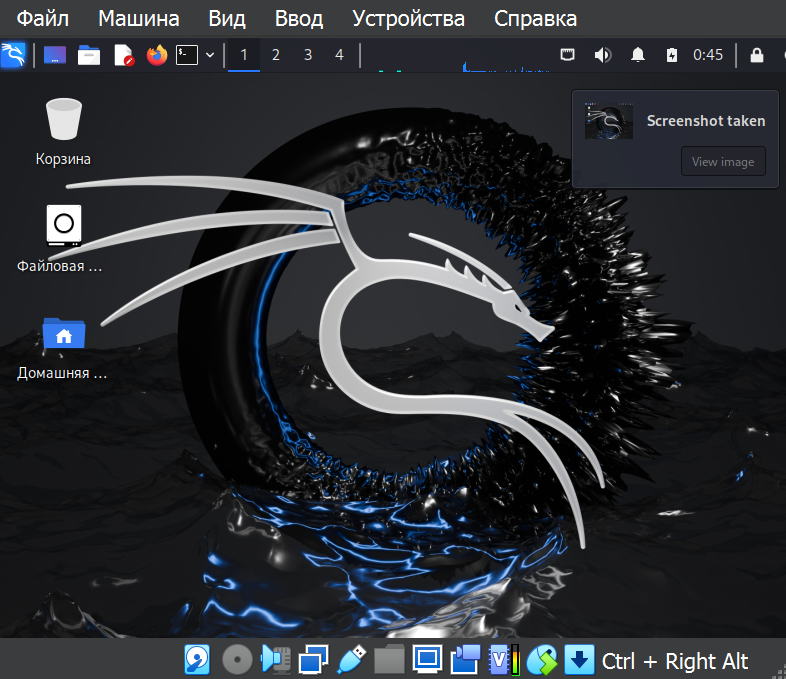 Файл Машина Вид Ввод Устройства Справка
1 2 3 4 0:45
Screenshot taken
View image
Корзина
Файловая ...
Домашняя ...
Ctrl + Right Alt